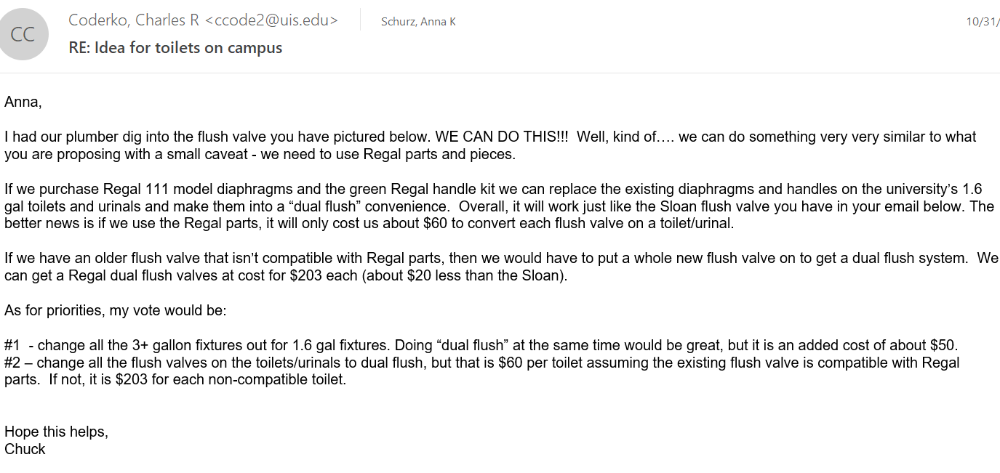 CC
Coderko, Charles R <ccode2@uis.edu>
Schurz, Anna K
10/31/
RE: Idea for toilets on campus
Anna,
I had our plumber dig into the flush valve you have pictured below. WE CAN DO THIS!!!  Well, kind of…. we can do something very very similar to what
you are proposing with a small caveat - we need to use Regal parts and pieces.
If we purchase Regal 111 model diaphragms and the green Regal handle kit we can replace the existing diaphragms and handles on the university’s 1.6
gal toilets and urinals and make them into a “dual flush” convenience.  Overall, it will work just like the Sloan flush valve you have in your email below. The
better news is if we use the Regal parts, it will only cost us about $60 to convert each flush valve on a toilet/urinal.
If we have an older flush valve that isn’t compatible with Regal parts, then we would have to put a whole new flush valve on to get a dual flush system.  We
can get a Regal dual flush valves at cost for $203 each (about $20 less than the Sloan).
As for priorities, my vote would be:
#1  - change all the 3+ gallon fixtures out for 1.6 gal fixtures. Doing “dual flush” at the same time would be great, but it is an added cost of about $50.
#2 – change all the flush valves on the toilets/urinals to dual flush, but that is $60 per toilet assuming the existing flush valve is compatible with Regal
parts.  If not, it is $203 for each non-compatible toilet.
Hope this helps,
Chuck